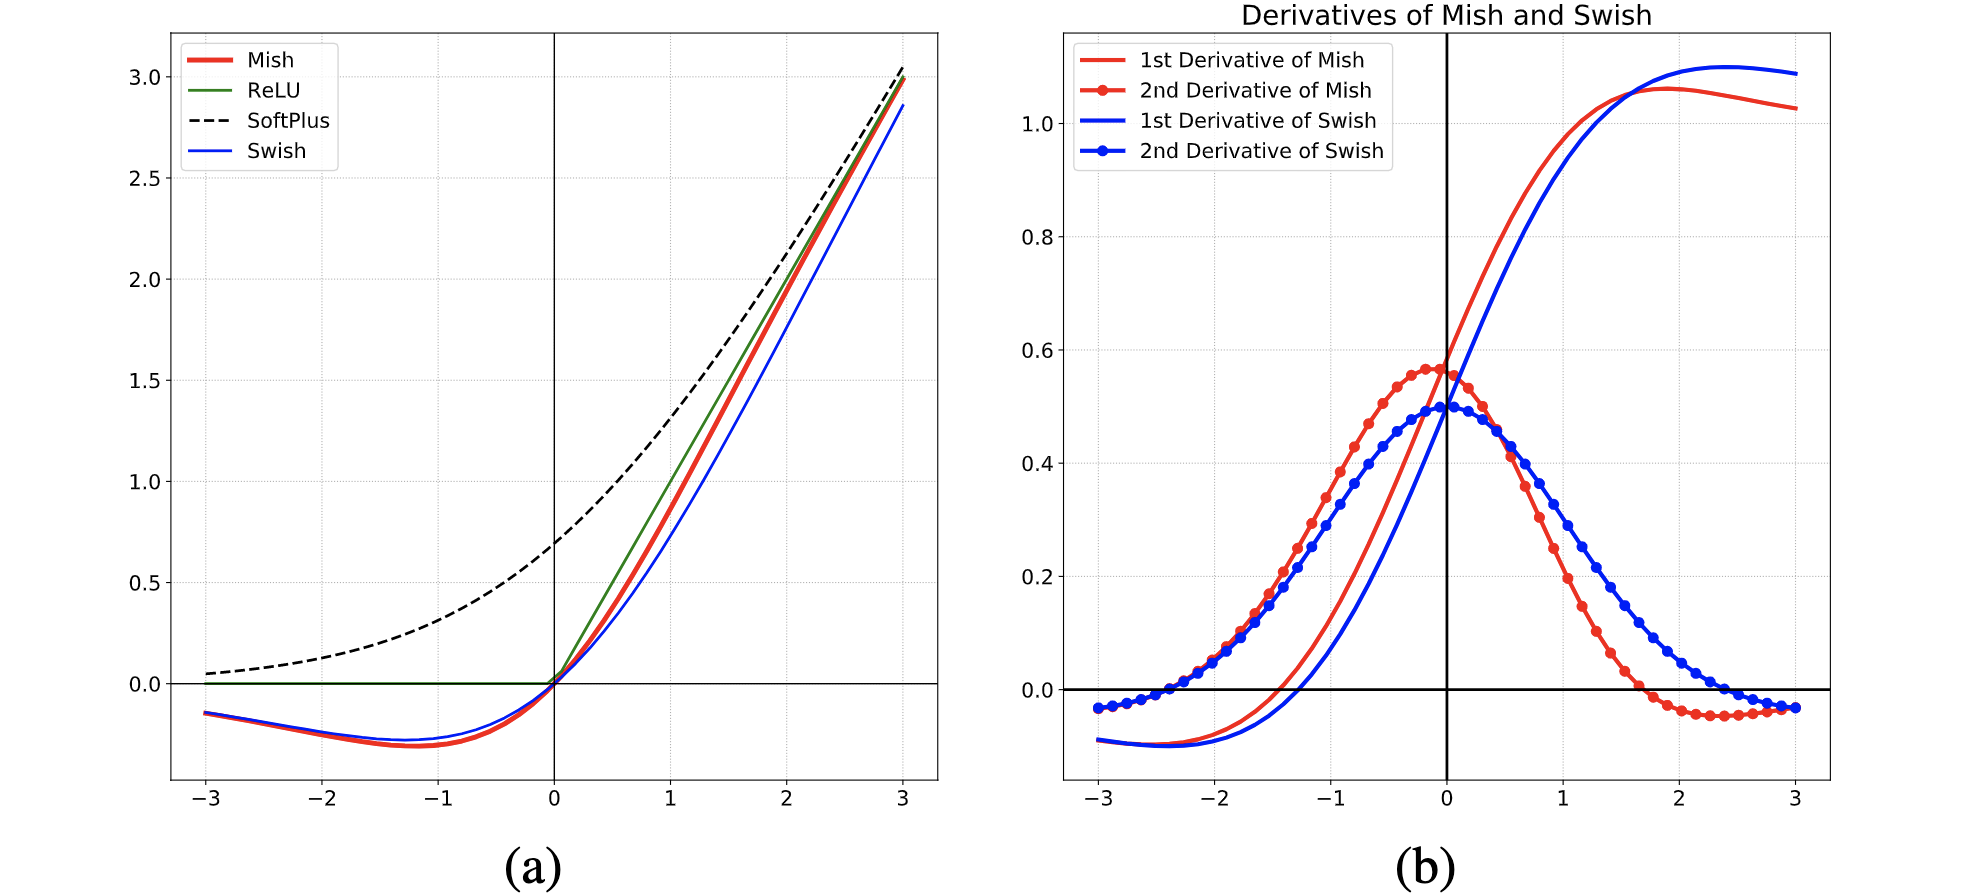 Mish
ReLU
SoftPlus
Swish
3.0
2.5
2.0
1.5
1.0
0.5
0.0
−3 −2 −1 0 1 2 3
(a)
Derivatives of Mish and Swish
1st Derivative of Mish
2nd Derivative of Mish
1st Derivative of Swish
2nd Derivative of Swish
1.0
0.8
0.6
0.4
0.2
0.0
−3 −2 −1 0 1 2 3
(b)